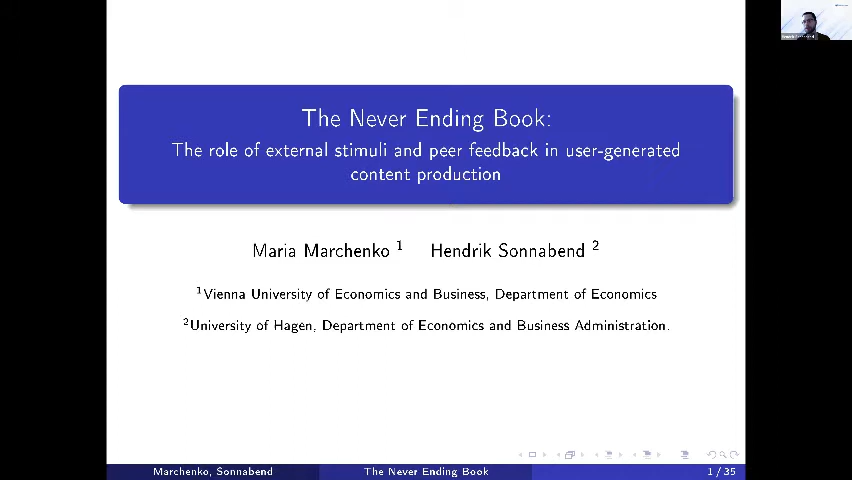 The Never Ending Book:
The role of external stimuli and peer feedback in user-generated
content production
Maria Marchenko ¹ Hendrik Sonnabend ²
¹Vienna University of Economics and Business, Department of Economics
²University of Hagen, Department of Economics and Business Administration.
Marchenko, Sonnabend The Never Ending Book 1 / 35